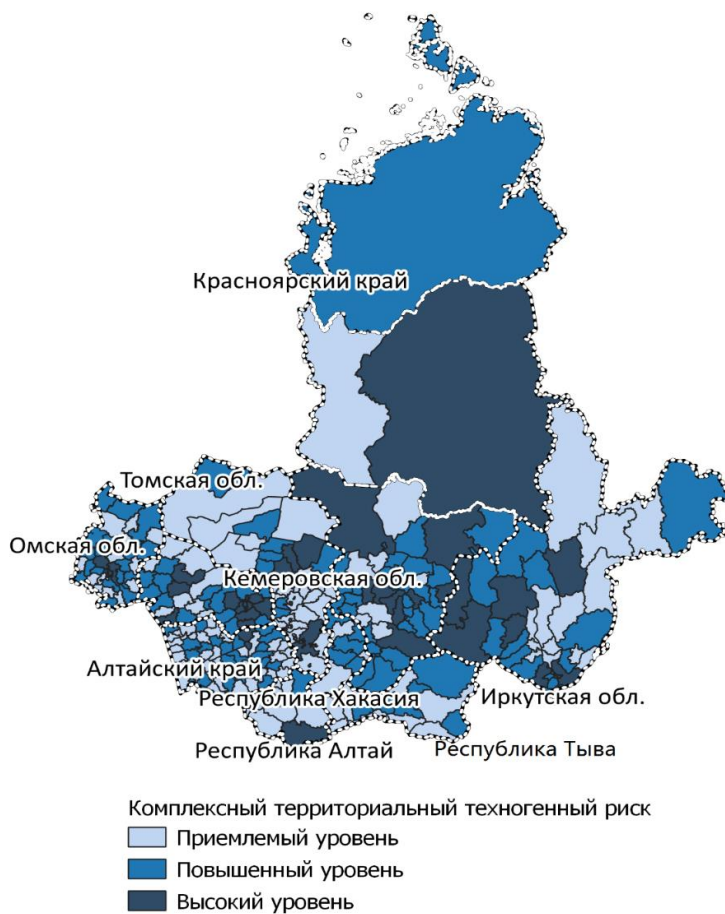 Красноярский край
Томская обл.
Омская обл.
Кемеровская обл.
Алтайский край
Республика Хакасия
Иркутская обл.
Республика Алтай
Республика Тыва
Комплексный территориальный техногенный риск
Приемлемый уровень
Повышенный уровень
Высокий уровень